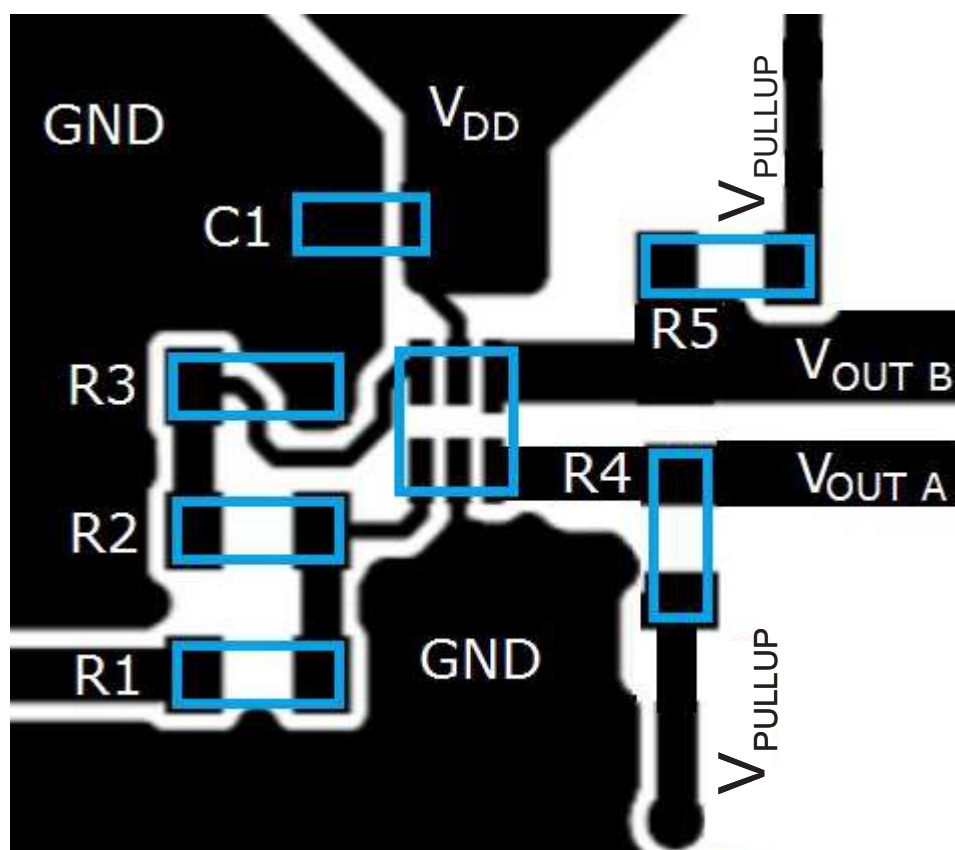 GND
VDD
VPULLUP
C1
R5
R3
VOUT B
R4
VOUT A
R2
R1
GND
VPULLUP